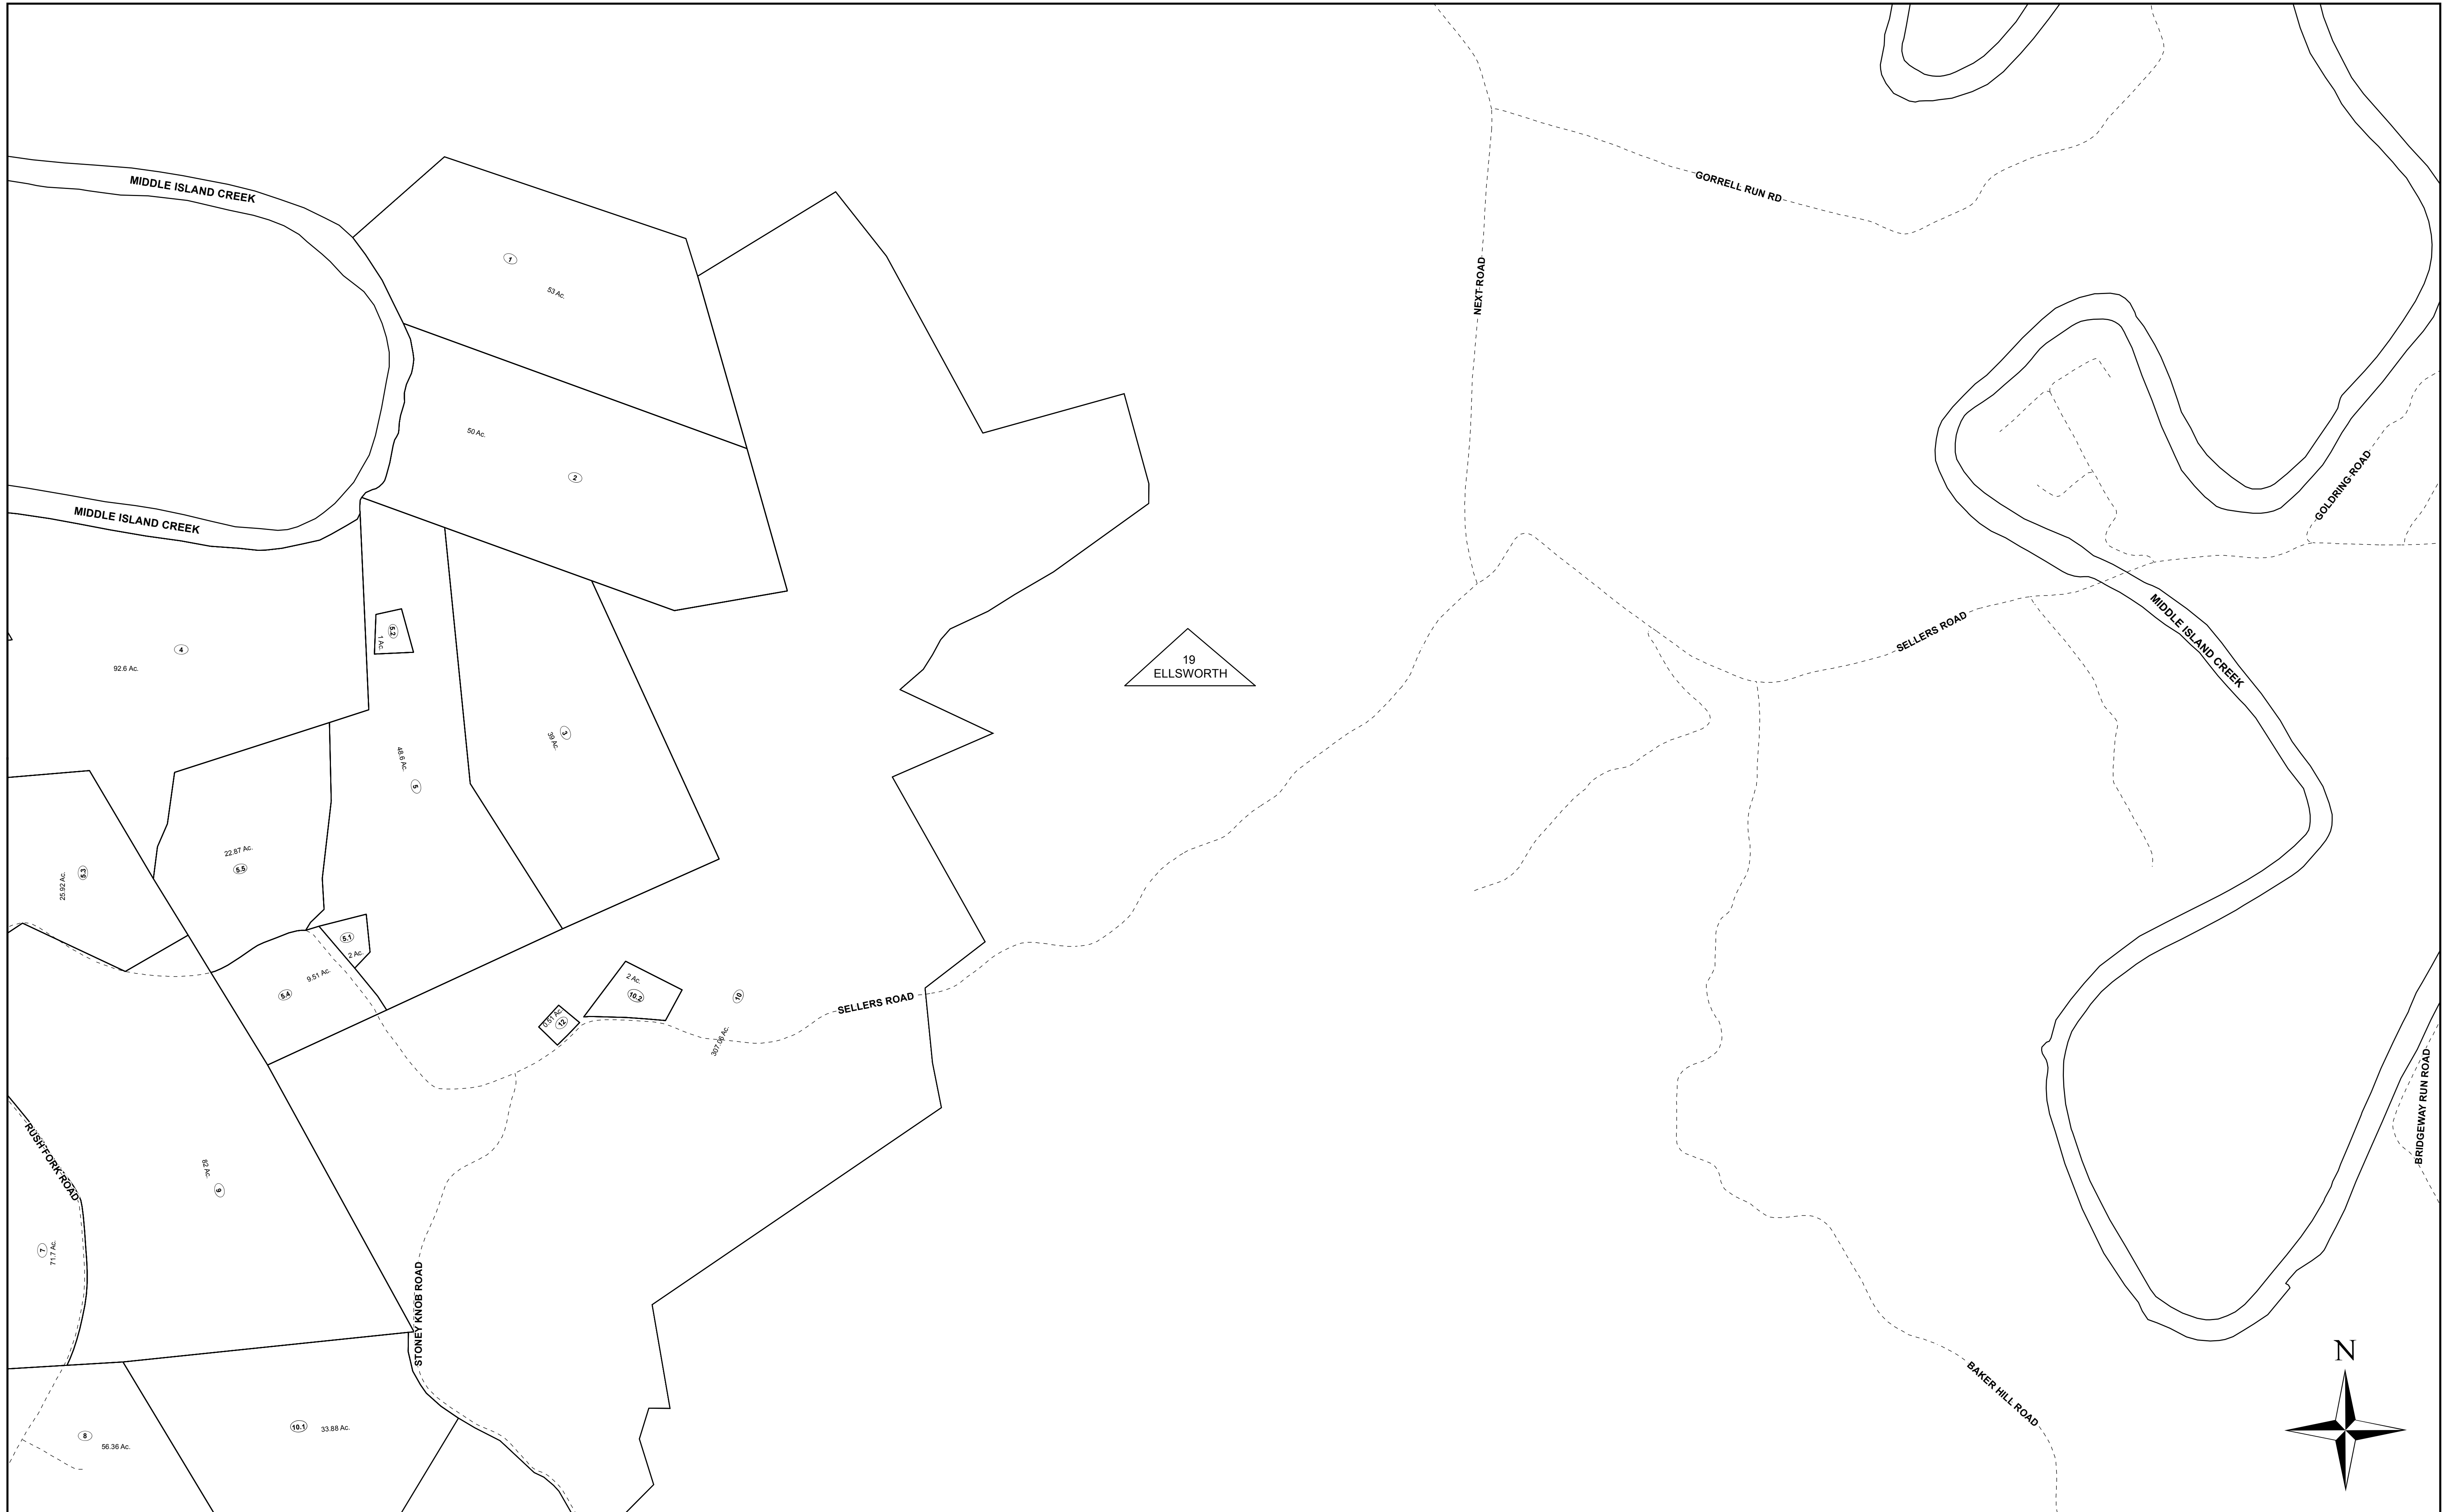 MIDDLE ISLAND CREEK
GORRELL RUN RD
1
53 Ac.
NEXT ROAD
50 Ac.
2
GOLDRING ROAD
MIDDLE ISLAND CREEK
5.2
1 Ac.
4
92.6 Ac.
19
ELLSWORTH
SELLERS ROAD
MIDDLE ISLAND CREEK
3
39 Ac.
48.6 Ac.
5
22.87 Ac.
5.5
5.3
25.92 Ac.
5.1
2 Ac.
9.51 Ac.
5.4
2 Ac.
10.2
10
SELLERS ROAD
0.51 Ac.
12
307.06 Ac.
RUSH FORK ROAD
BRIDGEWAY RUN ROAD
82 Ac.
9
7
71.7 Ac.
STONEY KNOB ROAD
N
BAKER HILL ROAD
10.1
33.88 Ac.
8
56.36 Ac.